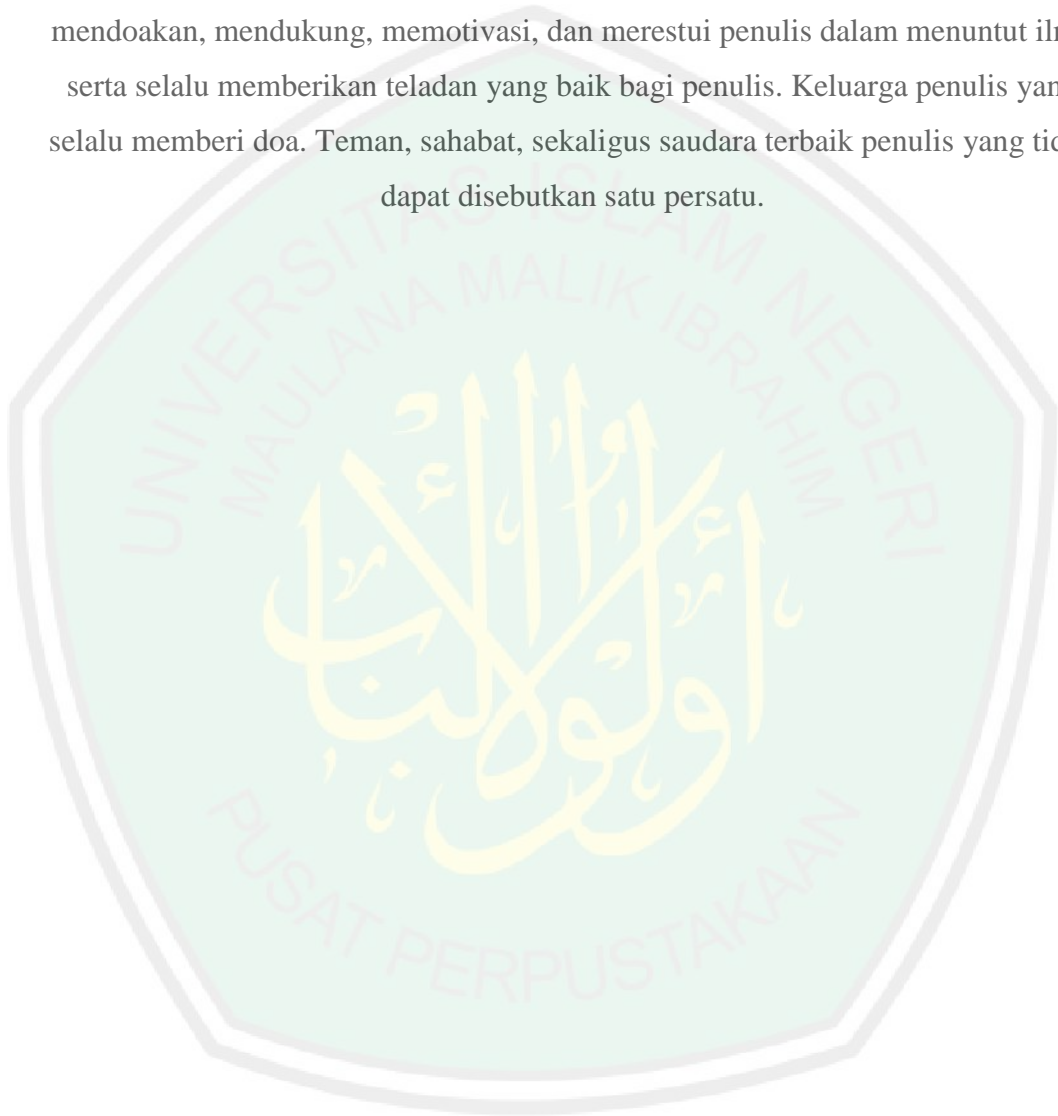 mendoakan, mendukung, memotivasi, dan merestui penulis dalam menuntut
serta selalu memberikan teladan yang baik bagi penulis. Keluarga penulis
selalu memberi doa. Teman, sahabat, sekaligus saudara terbaik penulis yang
dapat disebutkan satu persatu.
UNIVERSITAS ISLAM NEGERI
MAULANA MALIK IBRAHIM
أولو الألباب
PUSAT PERPUSTAKAAN